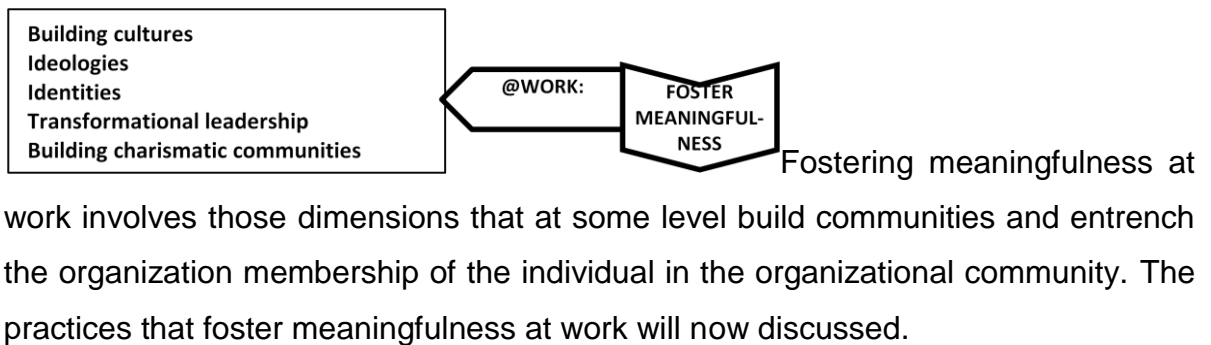 Building cultures
Ideologies
Identities
Transformational leadership
Building charismatic communities
@WORK:
FOSTER
MEANINGFUL-
NESS
Fostering meaningfulness at
work involves those dimensions that at some level build communities and entrench
the organization membership of the individual in the organizational community. The
practices that foster meaningfulness at work will now discussed.